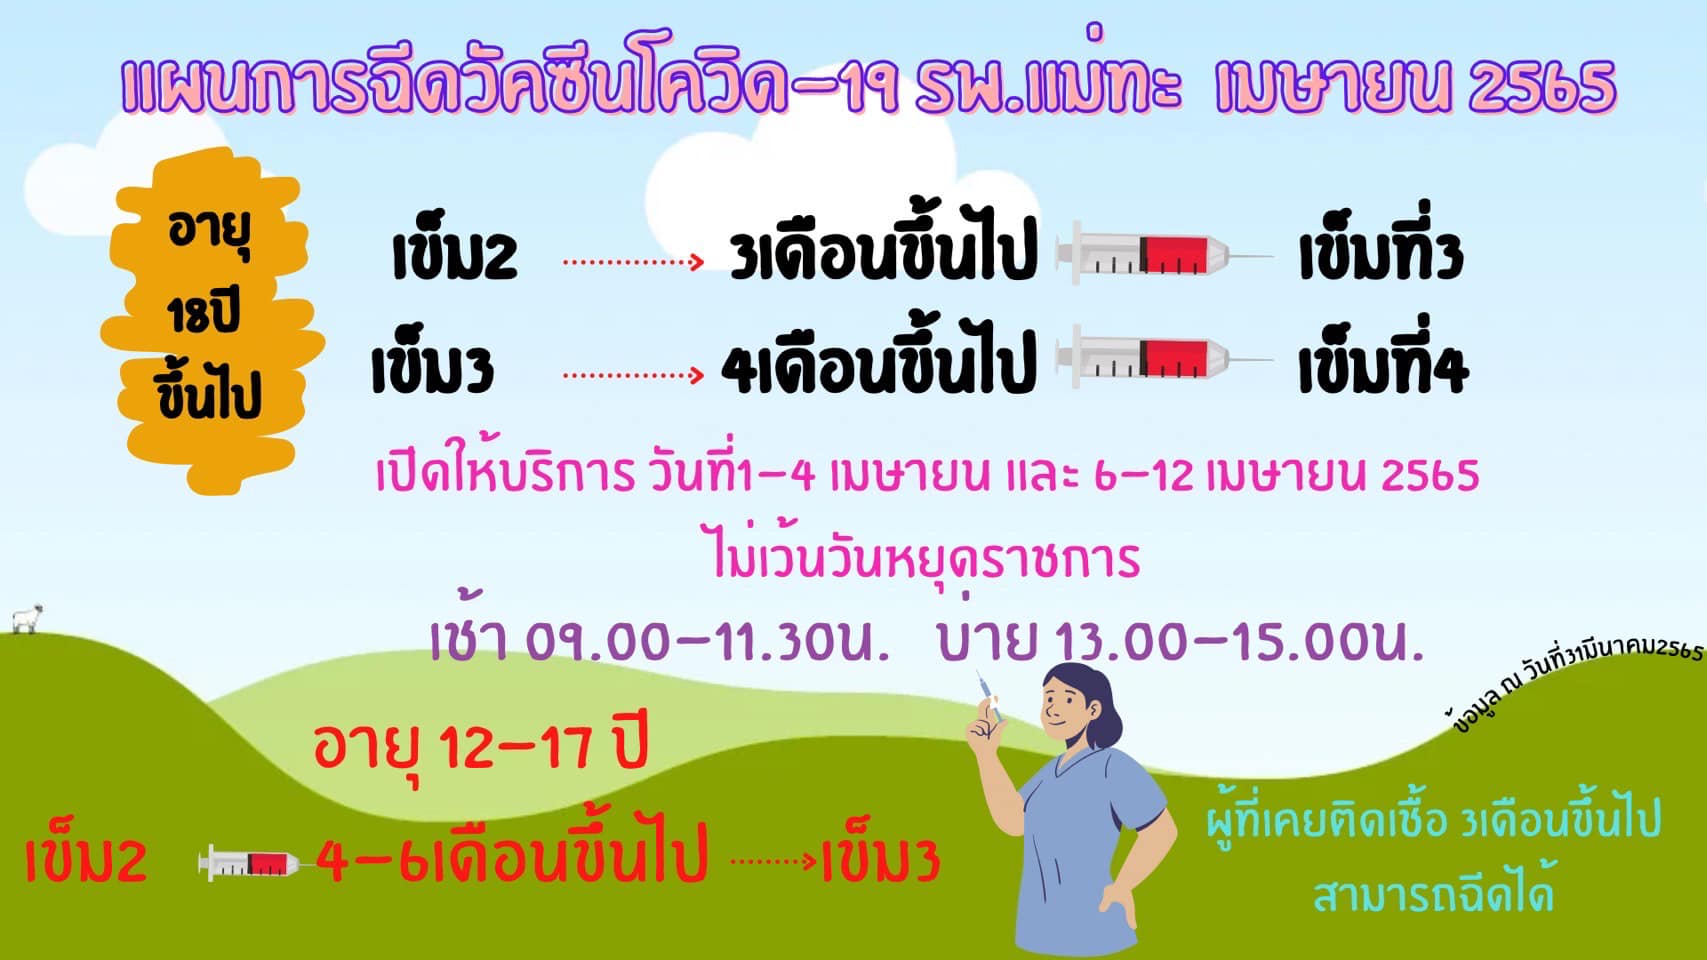 แผนการฉีดวัคซีนโควิด-19 รพ.แม่ทะ เมษายน 2565
อายุ
18ปี
ขึ้นไป
เข็ม2 3เดือนขึ้นไป เข็มที่3
เข็ม3 4เดือนขึ้นไป เข็มที่4
เปิดให้บริการ วันที่1-4 เมษายน และ 6-12 เมษายน 2565
ไม่เว้นวันหยุดราชการ
เช้า 09.00-11.30น. บ่าย 13.00-15.00น.
ข้อมูล ณ วันที่31มีนาคม2565
อายุ 12-17 ปี
เข็ม2 4-6เดือนขึ้นไป เข็ม3
ผู้ที่เคยติดเชื้อ 3เดือนขึ้นไป
สามารถฉีดได้